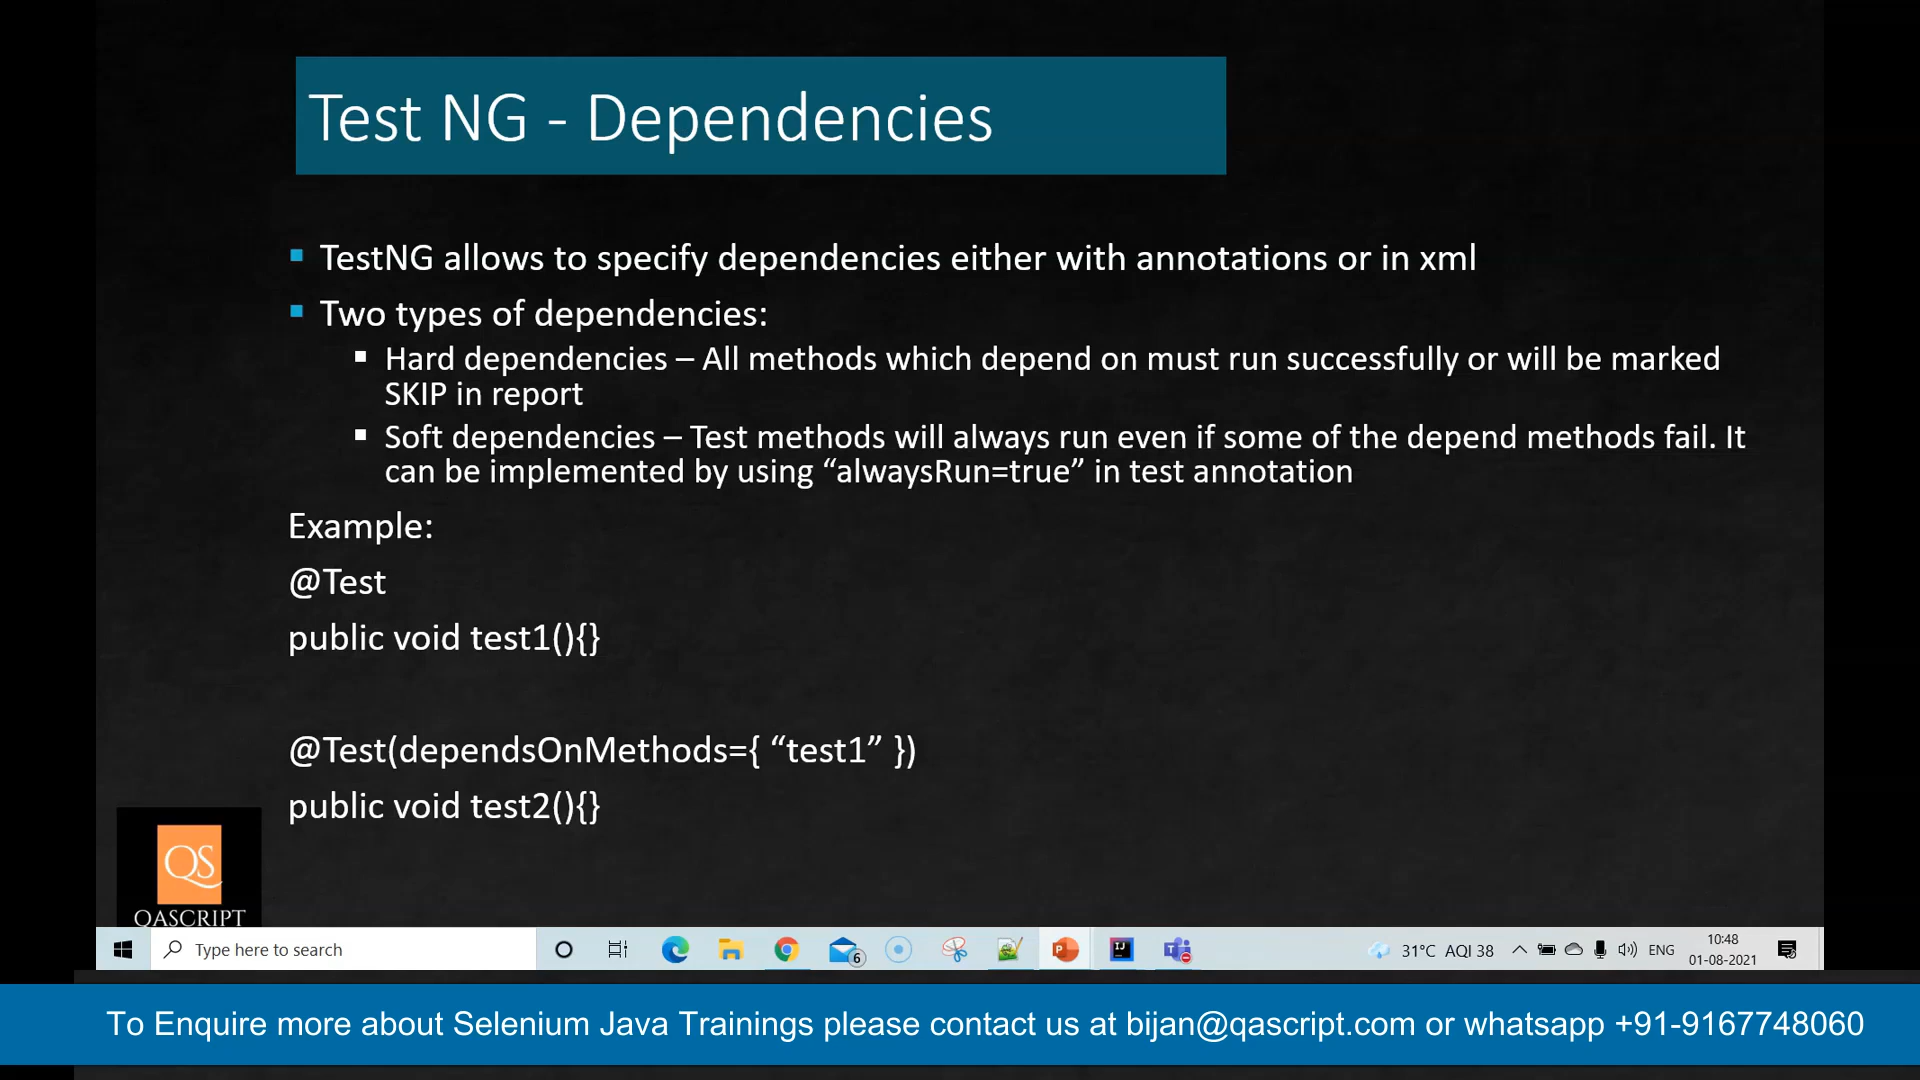 Test NG - Dependencies
TestNG allows to specify dependencies either with annotations or in xml
Two types of dependencies:
Hard dependencies – All methods which depend on must run successfully or will be marked
SKIP in report
Soft dependencies – Test methods will always run even if some of the depend methods fail. It
can be implemented by using “alwaysRun=true” in test annotation
Example:
@Test
public void test1(){}
@Test(dependsOnMethods={ “test1” })
public void test2(){}
QS
QASCRIPT
Type here to search
6
P
IJ
T
31°C AQI 38
ENG
10:48
01-08-2021
To Enquire more about Selenium Java Trainings please contact us at bijan@qascript.com or whatsapp +91-9167748060